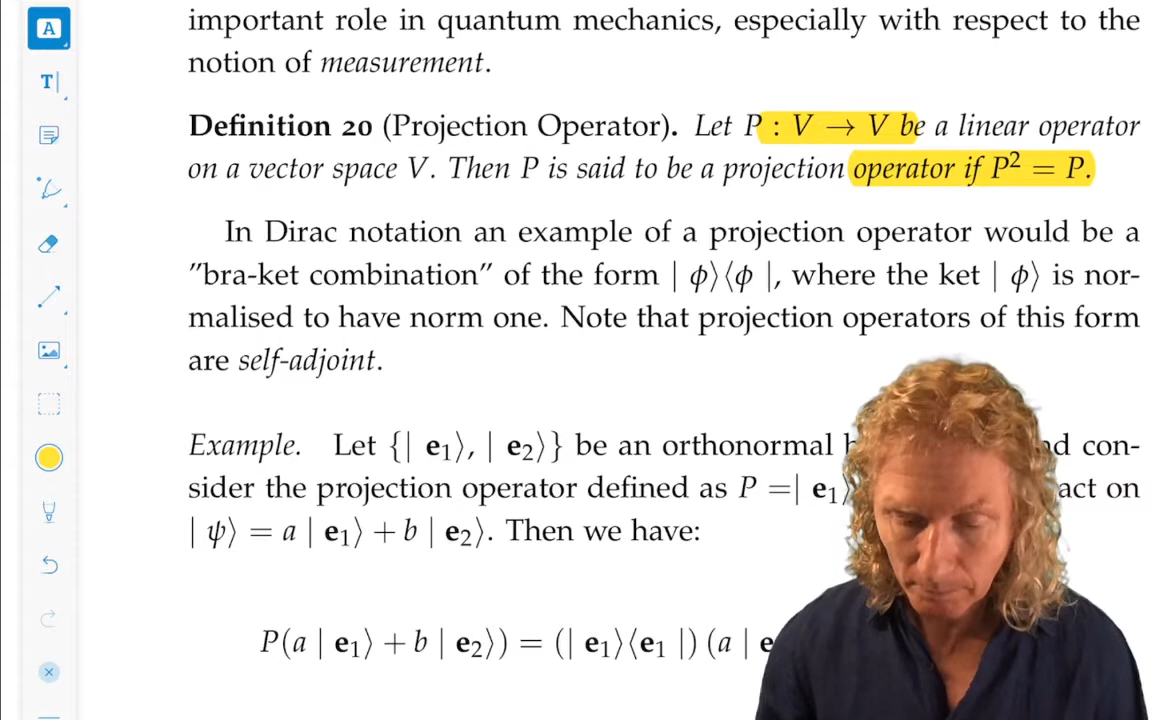 important role in quantum mechanics, especially with respect to the
notion of measurement.
Definition 20 (Projection Operator). Let P : V → V be a linear operator
on a vector space V. Then P is said to be a projection operator if P² = P.
In Dirac notation an example of a projection operator would be a
"bra-ket combination" of the form | ϕ⟩⟨ϕ |, where the ket | ϕ⟩ is nor-
malised to have norm one. Note that projection operators of this form
are self-adjoint.
Example. Let {| e₁⟩, | e₂⟩} be an orthonormal con-
sider the projection operator defined as P =| e₁⟩ act on
| ψ⟩ = a | e₁⟩ + b | e₂⟩. Then we have:
P(a | e₁⟩ + b | e₂⟩) = (| e₁⟩⟨e₁ |) (a | e
A
T